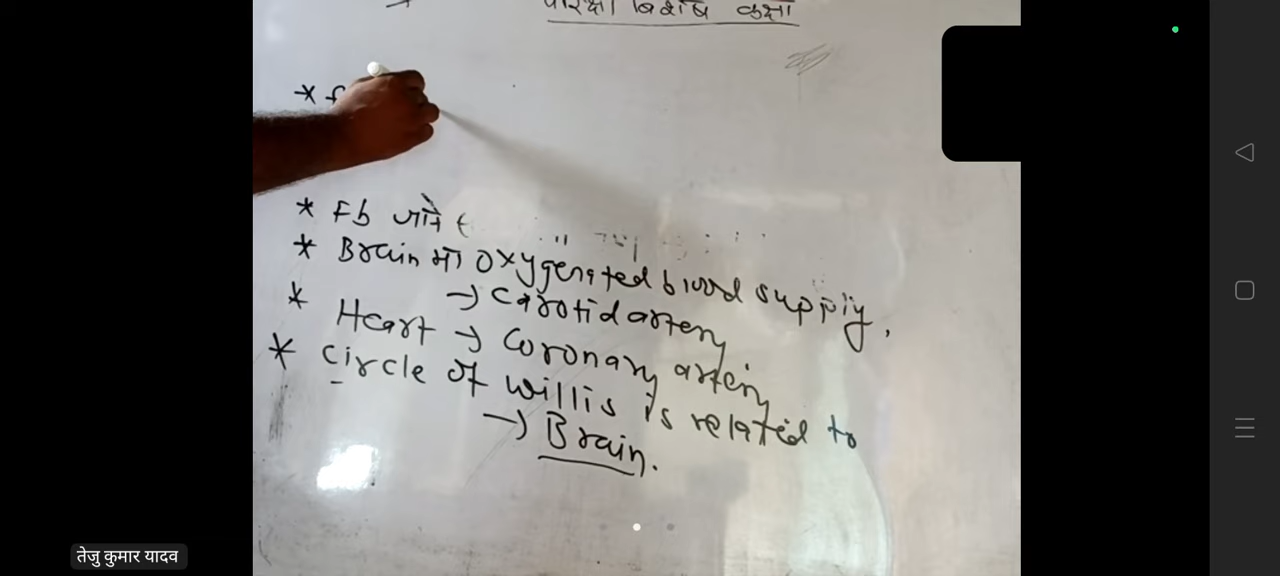 परिक्षा विशेष कक्षा
*
* Fb जाने
* Brain मा oxygenated blood supply,
→ carotid artery
* Heart → coronary artery
* circle of willis is related to
→ Brain.
तेजु कुमार यादव